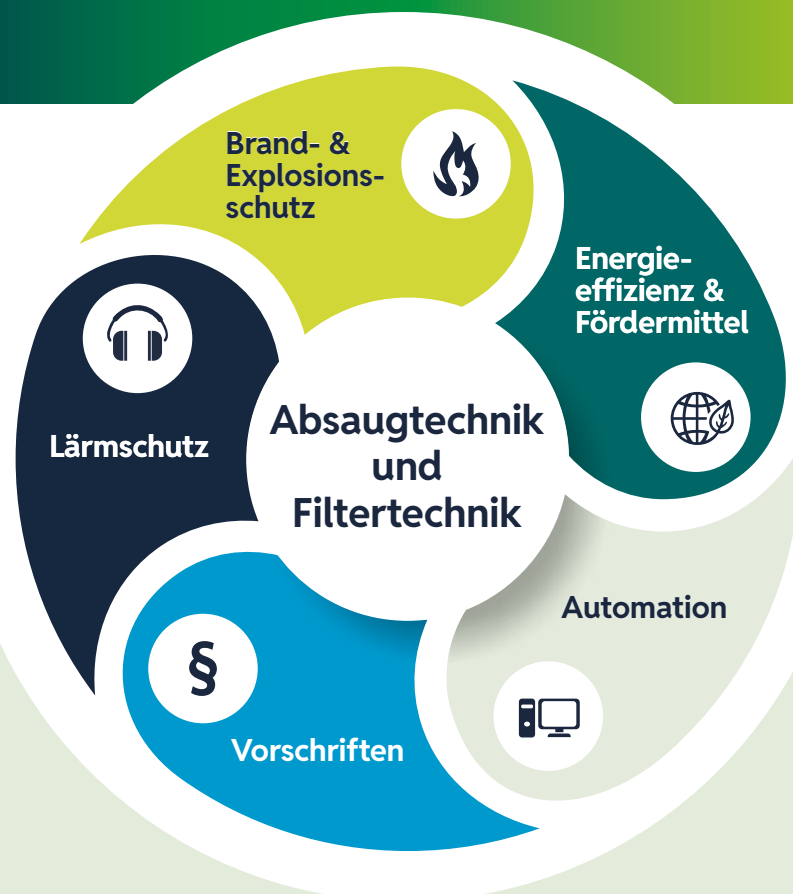 Brand- &
Explosions-
schutz
Energie-
effizienz &
Fördermittel
Lärmschutz
Absaugtechnik
und
Filtertechnik
Automation
§
Vorschriften